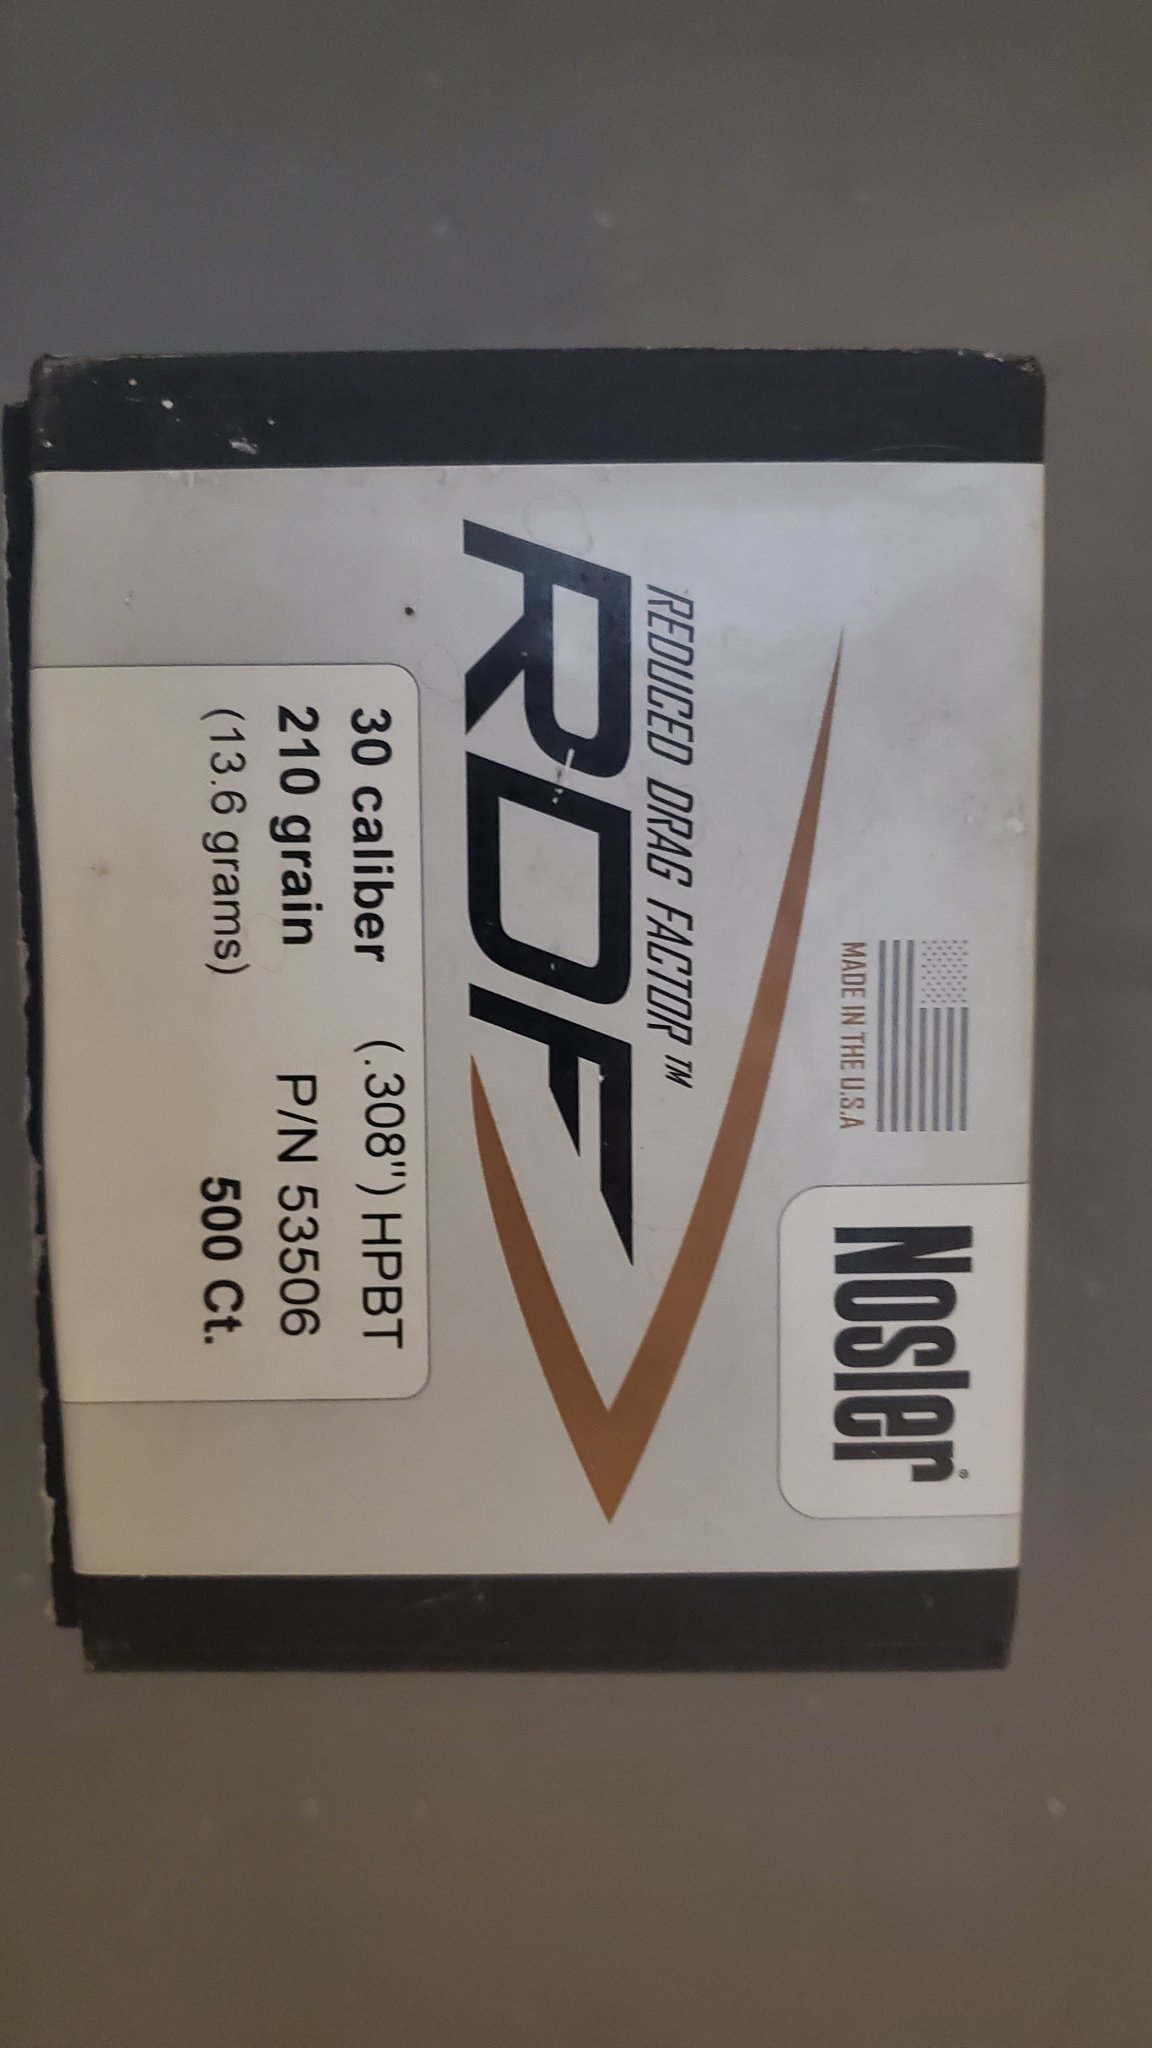 Nosler®
MADE IN THE U.S.A
REDUCED DRAG FACTOR™
RDF
30 caliber (.308") HPBT
210 grain P/N 53506
(13.6 grams) 500 Ct.